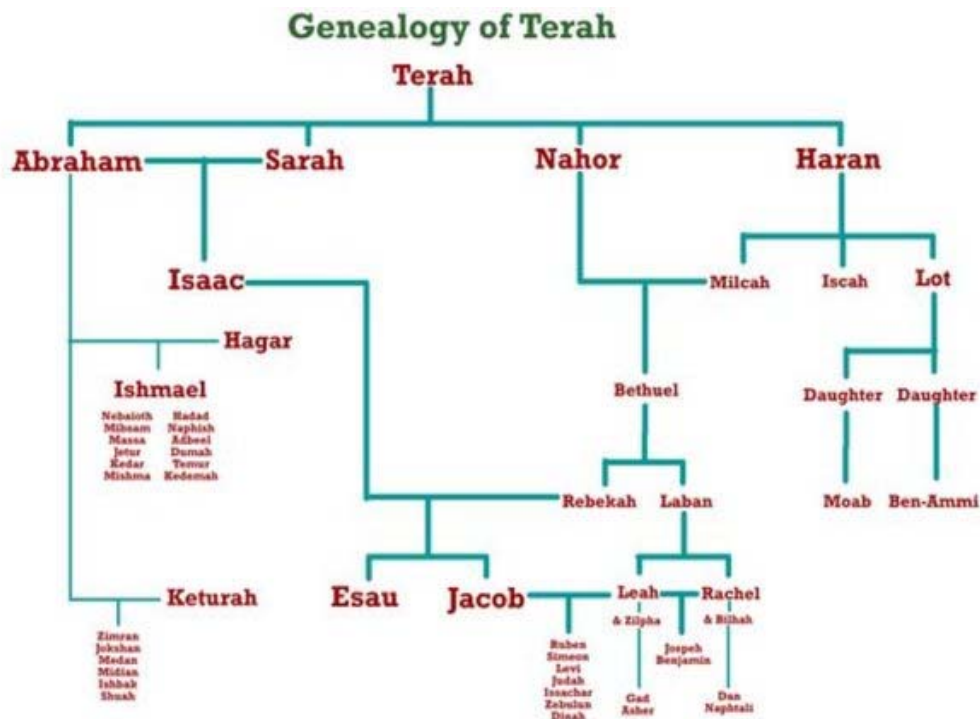 Genealogy of Terah
Terah
Abraham Sarah Nahor Haran
Isaac Milcah Iscah Lot
Hagar
Ishmael
Nebaioth Hadad
Mibsam Naphish
Massa Adbeel
Jetur Dumah
Kedar Temur
Mishma Kedemah
Bethuel Daughter Daughter
Rebekah Laban Moab Ben-Ammi
Keturah Esau Jacob Leah Rachel
& Zilpha & Bilhah
Zimran
Jokshan
Medan
Midian
Ishbak
Shuah
Ruben
Simeon
Levi
Judah
Issachar
Zebulun
Dinah
Jospeh
Benjamin
Gad
Asher
Dan
Naphtali